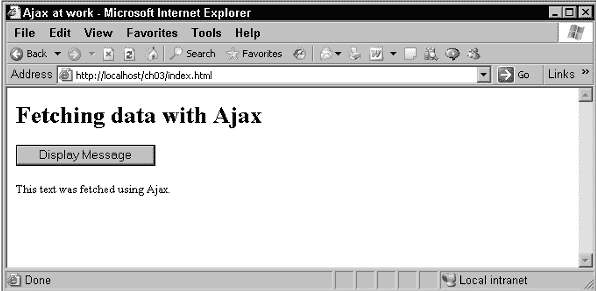 Ajax at work - Microsoft Internet Explorer
File Edit View Favorites Tools Help
Back Search Favorites
Address http://localhost/ch03/index.html Go Links »
Fetching data with Ajax
Display Message
This text was fetched using Ajax.
Done Local intranet